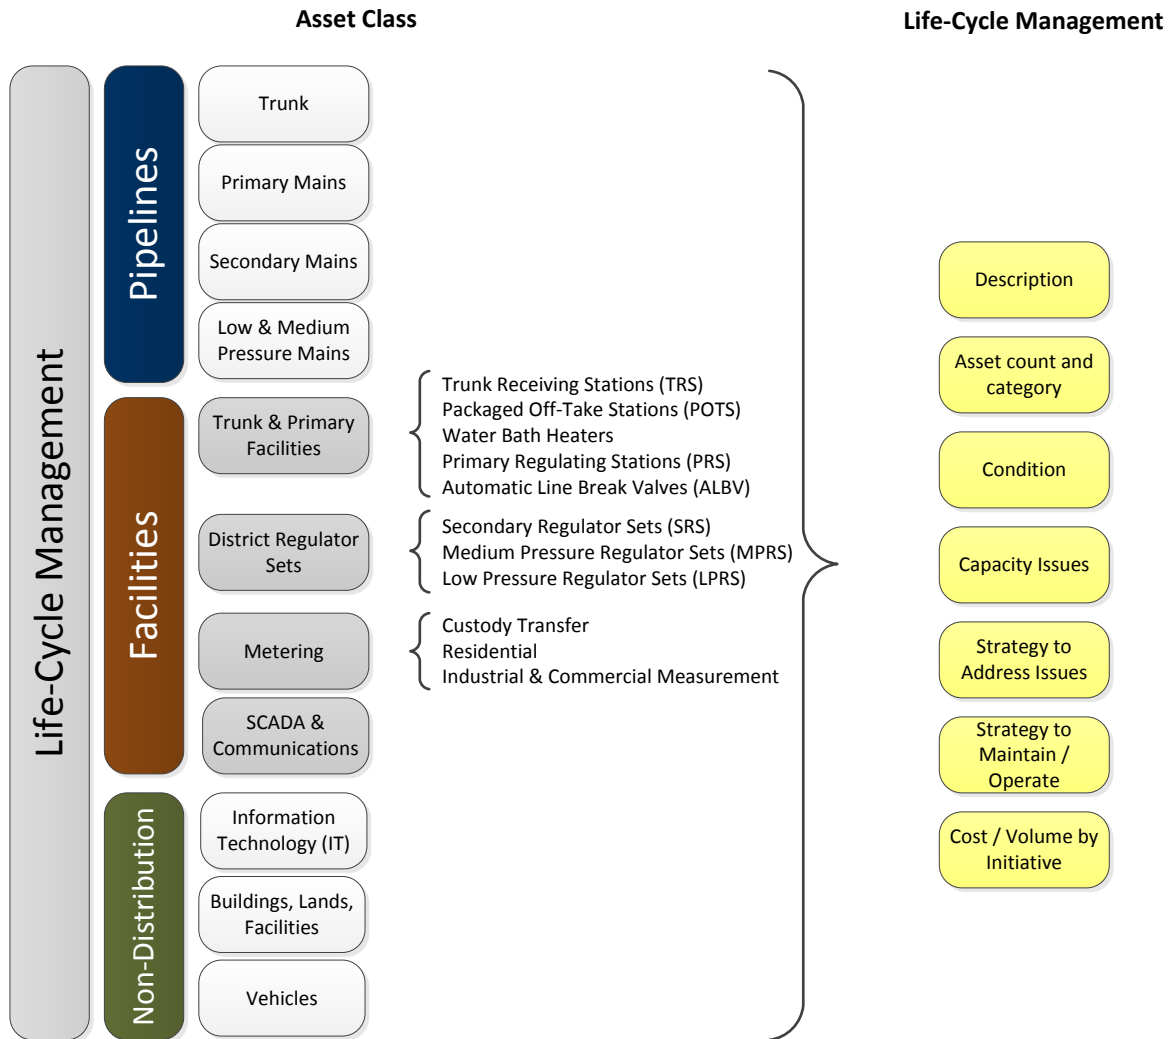 Asset Class
Life-Cycle Management
Life-Cycle Management
Pipelines
Trunk
Primary Mains
Secondary Mains
Low & Medium
Pressure Mains
Facilities
Trunk & Primary
Facilities
Trunk Receiving Stations (TRS)
Packaged Off-Take Stations (POTS)
Water Bath Heaters
Primary Regulating Stations (PRS)
Automatic Line Break Valves (ALBV)
District Regulator
Sets
Secondary Regulator Sets (SRS)
Medium Pressure Regulator Sets (MPRS)
Low Pressure Regulator Sets (LPRS)
Metering
Custody Transfer
Residential
Industrial & Commercial Measurement
SCADA &
Communications
Non-Distribution
Information
Technology (IT)
Buildings, Lands,
Facilities
Vehicles
Description
Asset count and
category
Condition
Capacity Issues
Strategy to
Address Issues
Strategy to
Maintain /
Operate
Cost / Volume by
Initiative